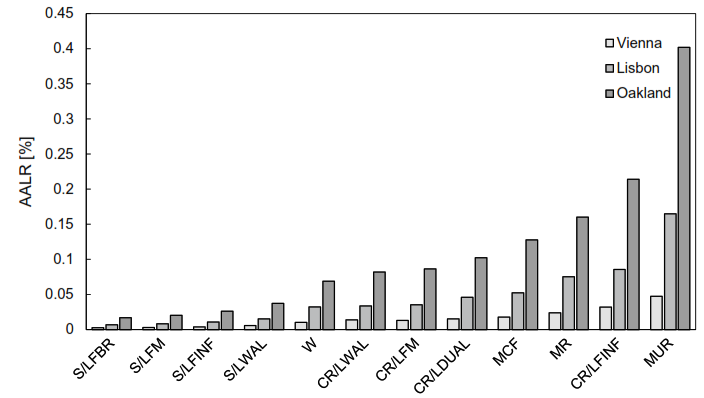 0.45
0.4
0.35
0.3
0.25
0.2
0.15
0.1
0.05
0
AALR [%]
Vienna
Lisbon
Oakland
S/LFBR
S/LFM
S/LFINF
S/LWAL
W
CR/LWAL
CR/LFM
CR/LDUAL
MCF
MR
CR/LFINF
MUR